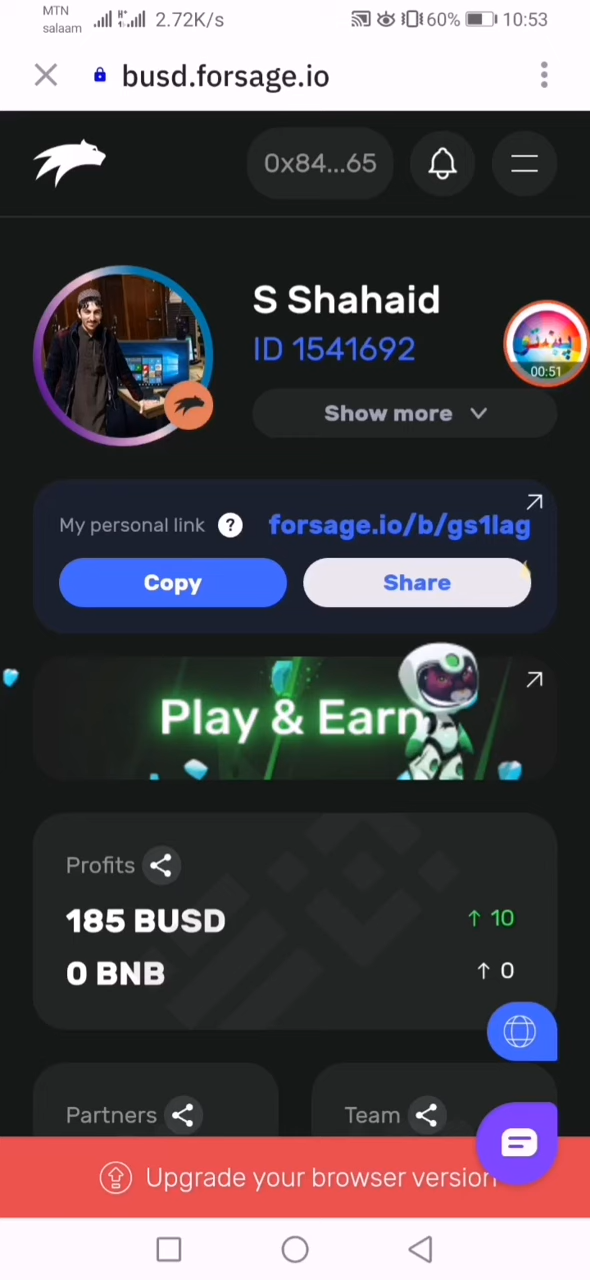 MTN
salaam
2.72K/s
60%
10:53
busd.forsage.io
0x84...65
S Shahaid
ID 1541692
00:51
Show more
My personal link ? forsage.io/b/gs1lag
Copy
Share
Play & Earn
Profits
185 BUSD ↑ 10
0 BNB ↑ 0
Partners
Team
Upgrade your browser version